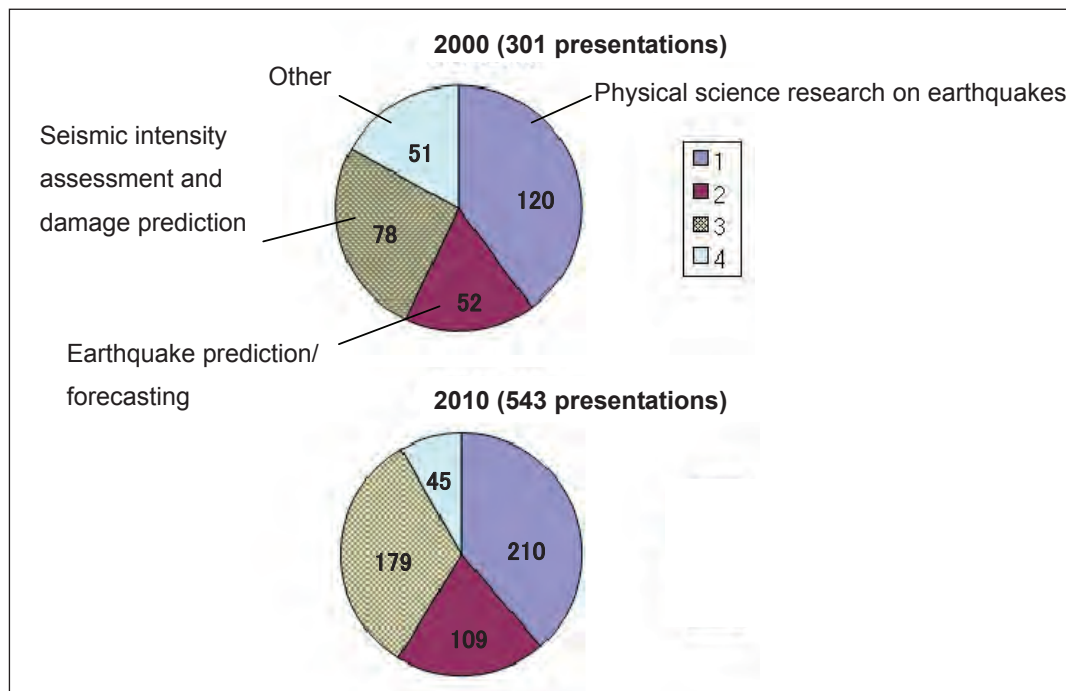 2000 (301 presentations)
Other
Physical science research on earthquakes
Seismic intensity
assessment and
damage prediction
51
120
78
52
1
2
3
4
Earthquake prediction/
forecasting
2010 (543 presentations)
45
210
179
109